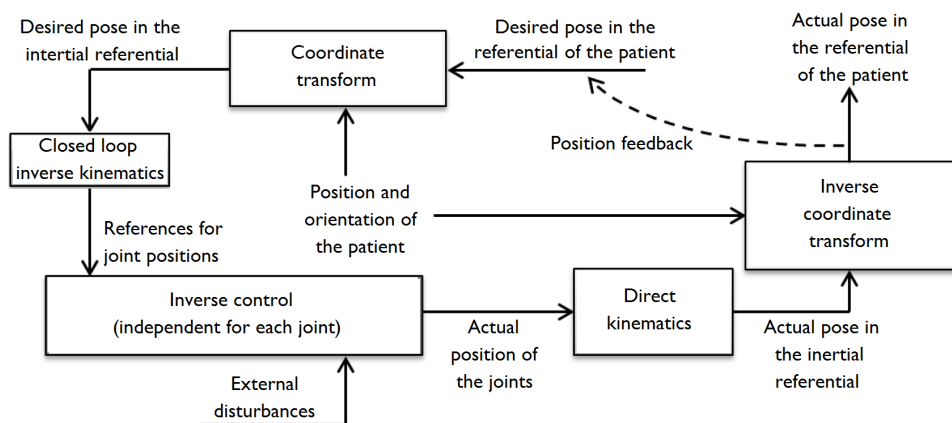 Desired pose in the
intertial referential
Coordinate
transform
Desired pose in the
referential of the patient
Actual pose in
the referential
of the patient
Closed loop
inverse kinematics
Position feedback
Position and
orientation of
the patient
Inverse
coordinate
transform
References for
joint positions
Inverse control
(independent for each joint)
Direct
kinematics
Actual
position of
the joints
Actual pose in
the inertial
referential
External
disturbances